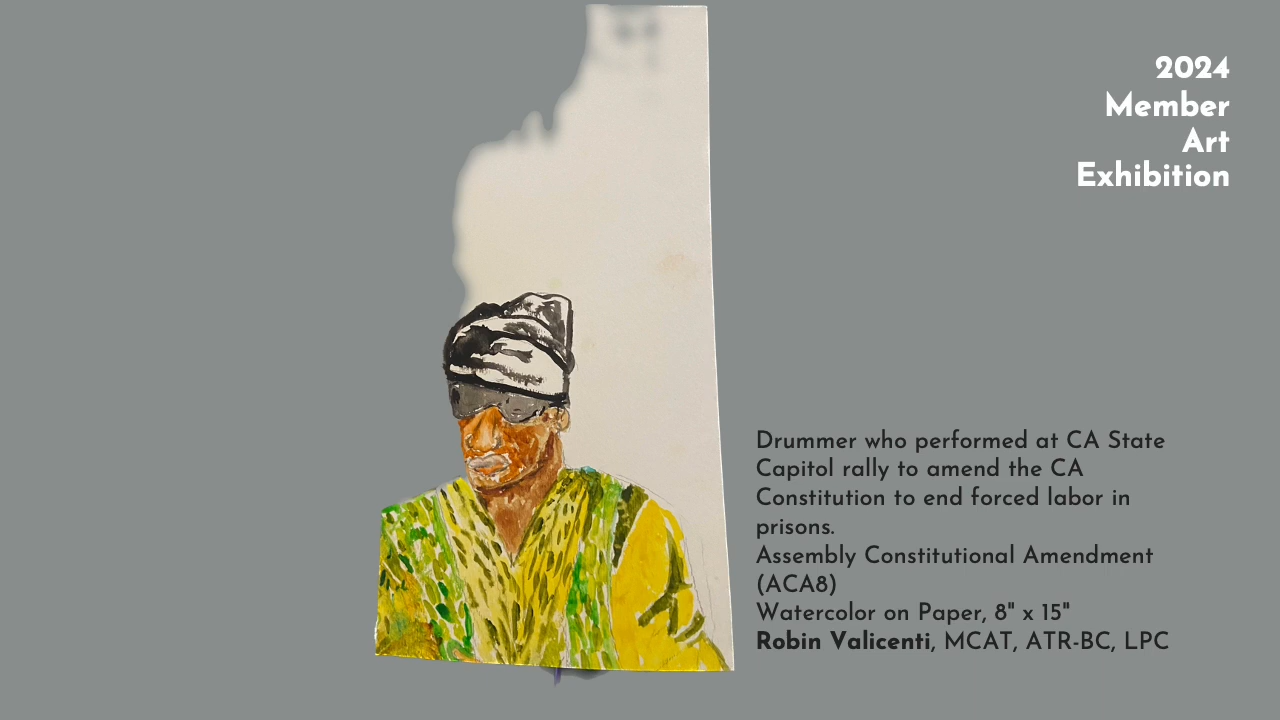 2024
Member
Art
Exhibition
Drummer who performed at CA State
Capitol rally to amend the CA
Constitution to end forced labor in
prisons.
Assembly Constitutional Amendment
(ACA8)
Watercolor on Paper, 8" x 15"
Robin Valicenti, MCAT, ATR-BC, LPC